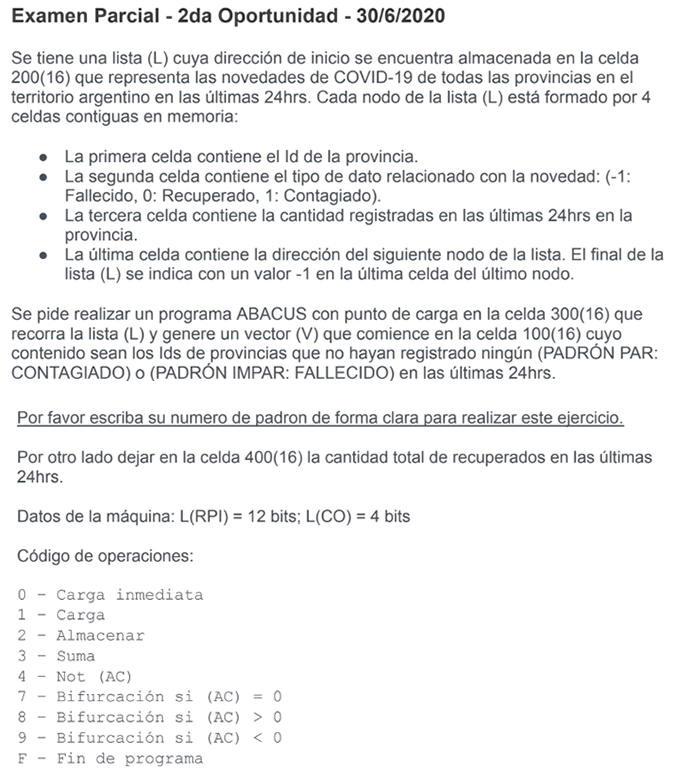 Examen Parcial - 2da Oportunidad - 30/6/2020
Se tiene una lista (L) cuya dirección de inicio se encuentra almacenada en la celda
200(16) que representa las novedades de COVID-19 de todas las provincias en el
territorio argentino en las últimas 24hrs. Cada nodo de la lista (L) está formado por 4
celdas contiguas en memoria:
● La primera celda contiene el Id de la provincia.
● La segunda celda contiene el tipo de dato relacionado con la novedad: (-1:
Fallecido, 0: Recuperado, 1: Contagiado).
● La tercera celda contiene la cantidad registradas en las últimas 24hrs en la
provincia.
● La última celda contiene la dirección del siguiente nodo de la lista. El final de la
lista (L) se indica con un valor -1 en la última celda del último nodo.
Se pide realizar un programa ABACUS con punto de carga en la celda 300(16) que
recorra la lista (L) y genere un vector (V) que comience en la celda 100(16) cuyo
contenido sean los Ids de provincias que no hayan registrado ningún (PADRÓN PAR:
CONTAGIADO) o (PADRÓN IMPAR: FALLECIDO) en las últimas 24hrs.
Por favor escriba su numero de padron de forma clara para realizar este ejercicio.
Por otro lado dejar en la celda 400(16) la cantidad total de recuperados en las últimas
24hrs.
Datos de la máquina: L(RPI) = 12 bits; L(CO) = 4 bits
Código de operaciones:
0 - Carga inmediata
1 - Carga
2 - Almacenar
3 - Suma
4 - Not (AC)
7 - Bifurcación si (AC) = 0
8 - Bifurcación si (AC) > 0
9 - Bifurcación si (AC) < 0
F - Fin de programa